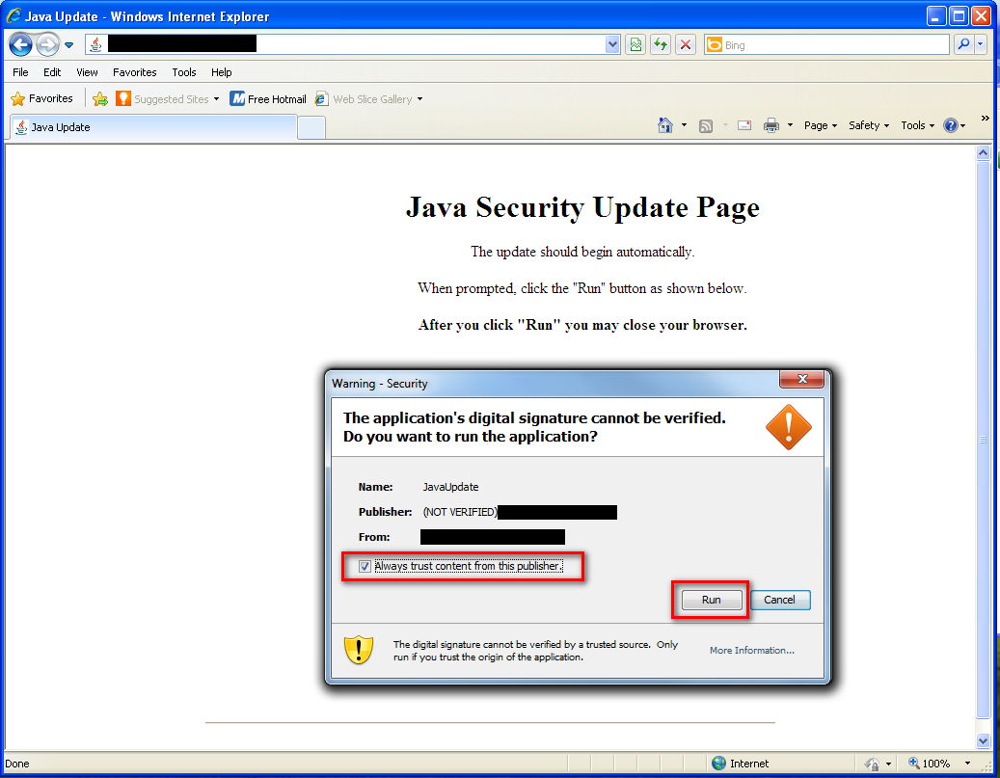 Java Update - Windows Internet Explorer
Bing
File Edit View Favorites Tools Help
Favorites Suggested Sites Free Hotmail Web Slice Gallery
Java Update Page Safety Tools
Java Security Update Page
The update should begin automatically.
When prompted, click the "Run" button as shown below.
After you click "Run" you may close your browser.
Warning - Security
The application's digital signature cannot be verified.
Do you want to run the application?
Name: JavaUpdate
Publisher: (NOT VERIFIED)
From:
Always trust content from this publisher.
Run Cancel
The digital signature cannot be verified by a trusted source. Only
run if you trust the origin of the application.
More Information...
Done Internet 100%